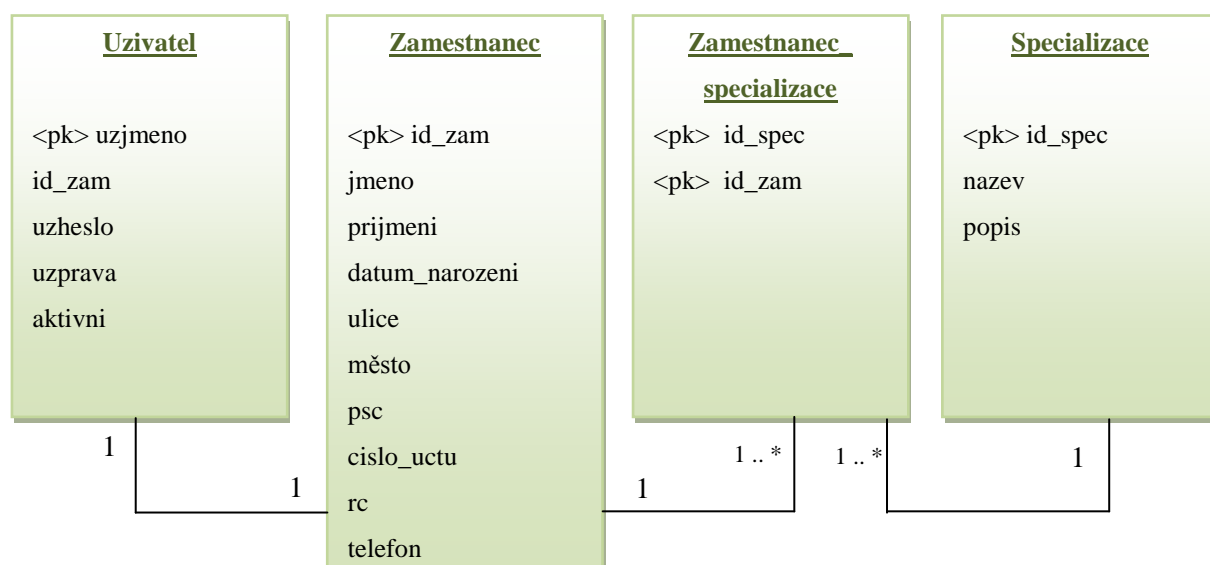 Uzivatel
<pk> uzjmeno
id_zam
uzheslo
uzprava
aktivni
Zamestnanec
<pk> id_zam
jmeno
prijmeni
datum_narozeni
ulice
město
psc
cislo_uctu
rc
telefon
Zamestnanec_
specializace
<pk> id_spec
<pk> id_zam
Specializace
<pk> id_spec
nazev
popis
1
1
1
1 .. *
1 .. *
1